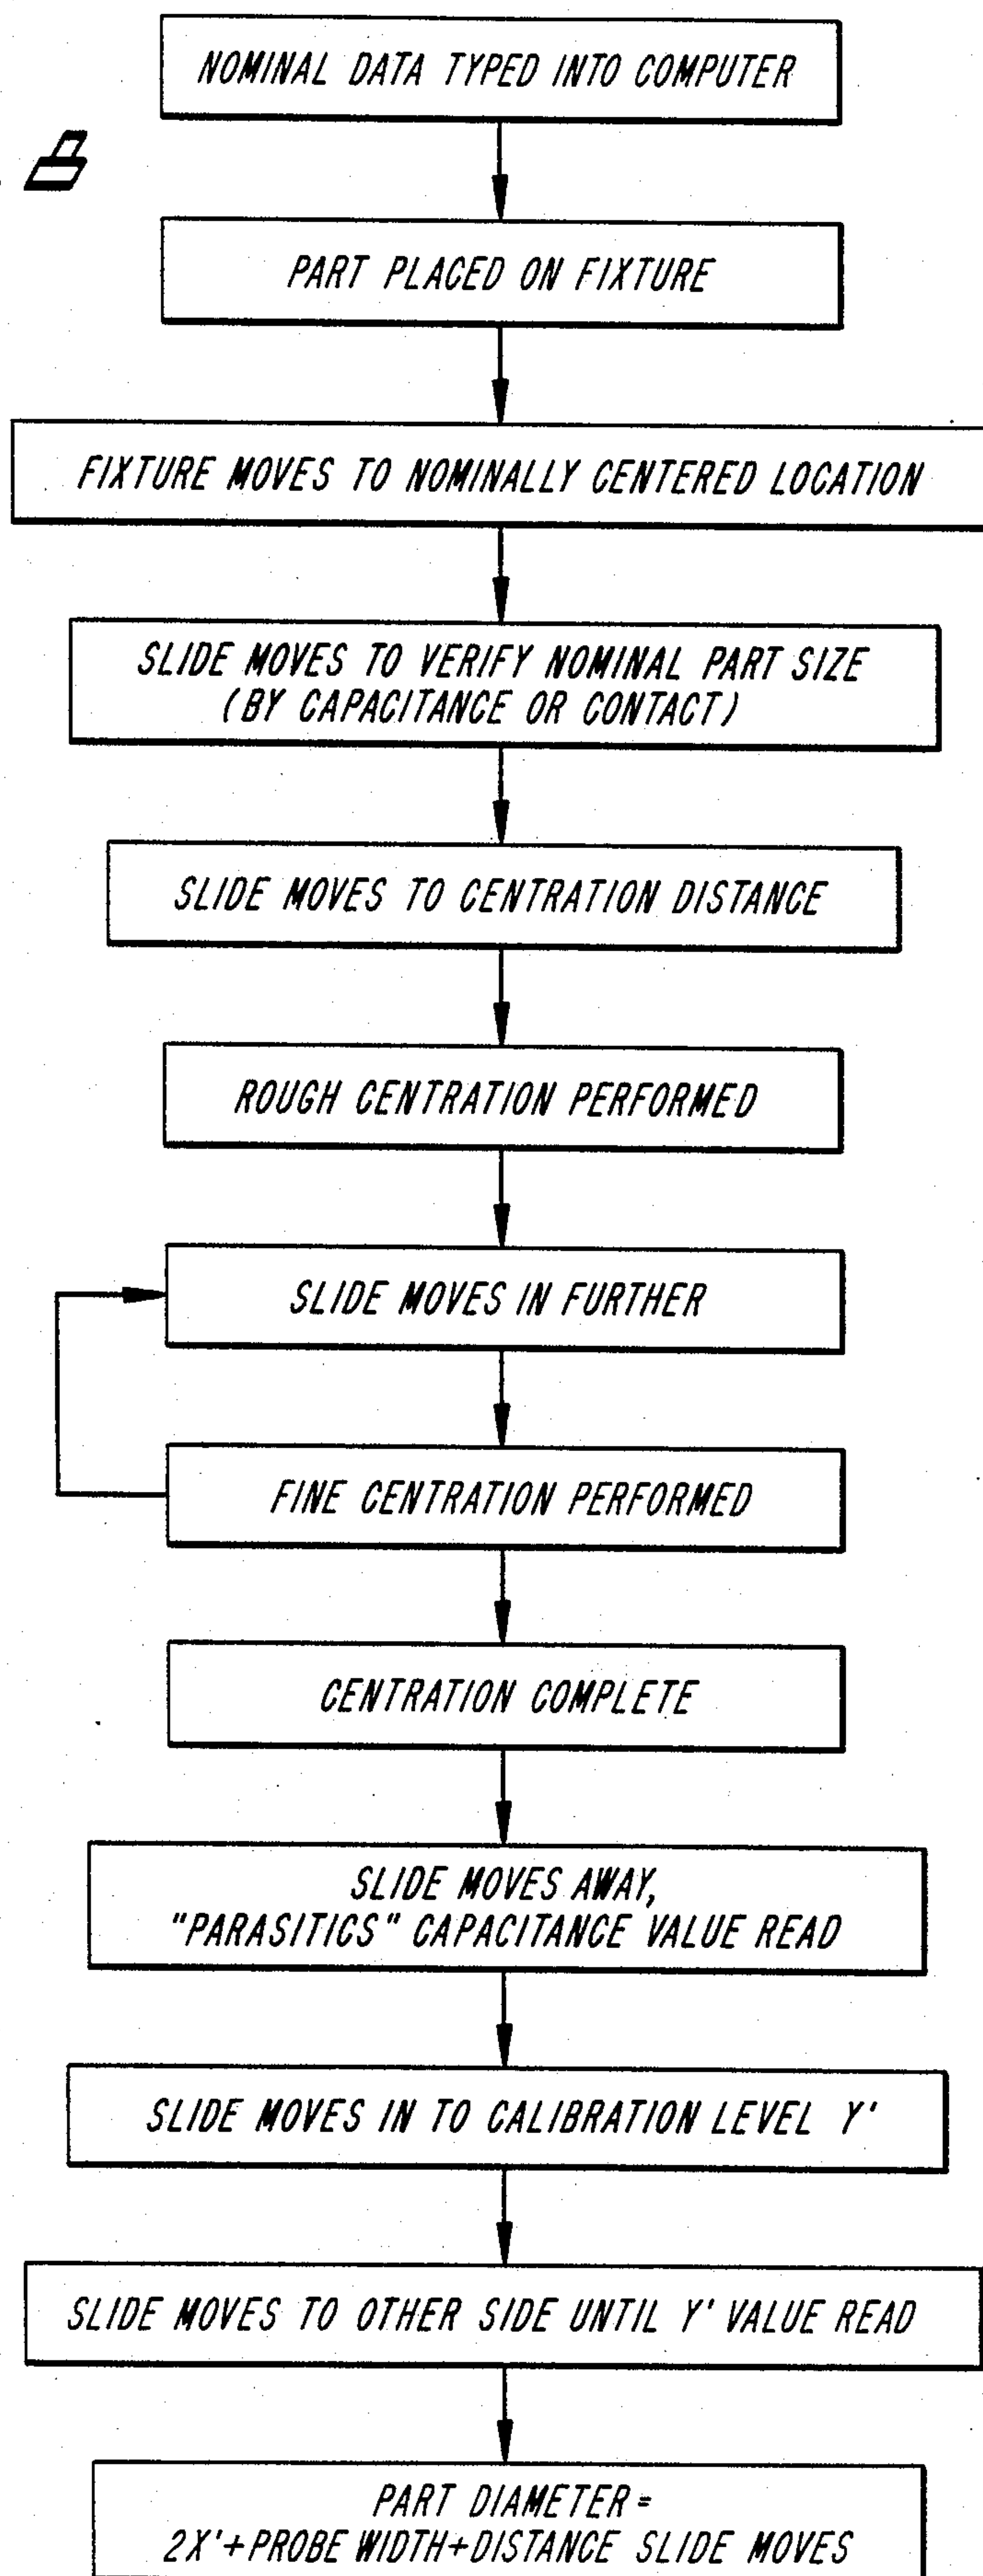 NOMINAL DATA TYPED INTO COMPUTER
PART PLACED ON FIXTURE
FIXTURE MOVES TO NOMINALLY CENTERED LOCATION
SLIDE MOVES TO VERIFY NOMINAL PART SIZE
(BY CAPACITANCE OR CONTACT)
SLIDE MOVES TO CENTRATION DISTANCE
ROUGH CENTRATION PERFORMED
SLIDE MOVES IN FURTHER
FINE CENTRATION PERFORMED
CENTRATION COMPLETE
SLIDE MOVES AWAY,
"PARASITICS" CAPACITANCE VALUE READ
SLIDE MOVES IN TO CALIBRATION LEVEL Y'
SLIDE MOVES TO OTHER SIDE UNTIL Y' VALUE READ
PART DIAMETER=
2X'+PROBE WIDTH+DISTANCE SLIDE MOVES